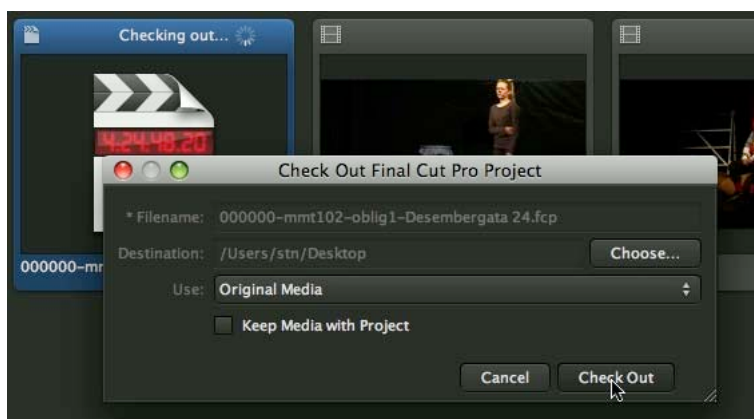 Checking out...
4.24.48.20
Check Out Final Cut Pro Project
* Filename: 000000-mmt102-oblig1-Desembergata 24.fcp
Destination: /Users/stn/Desktop Choose...
000000-mm
Use: Original Media
Keep Media with Project
Cancel Check Out